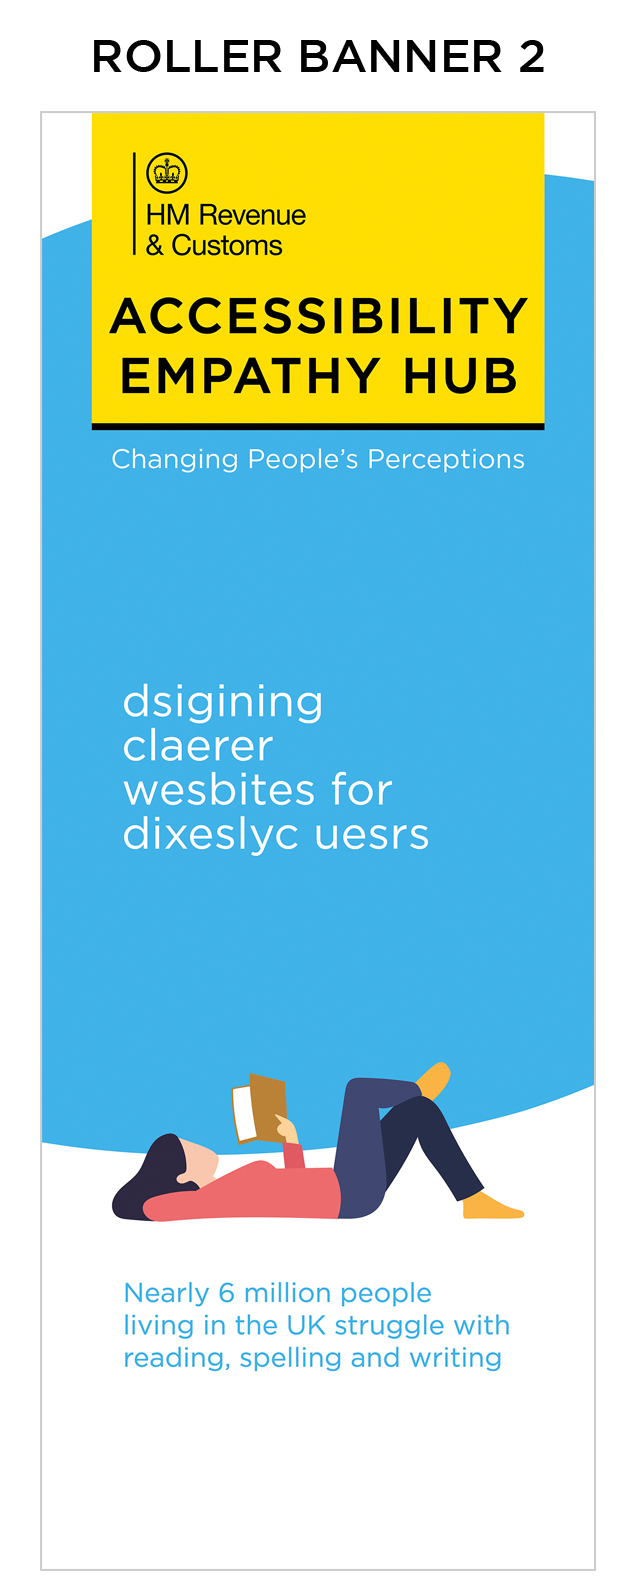 ROLLER BANNER 2
HM Revenue
& Customs
ACCESSIBILITY
EMPATHY HUB
Changing People's Perceptions
dsigining
claerer
wesbites for
dixeslyc uesrs
Nearly 6 million people
living in the UK struggle with
reading, spelling and writing